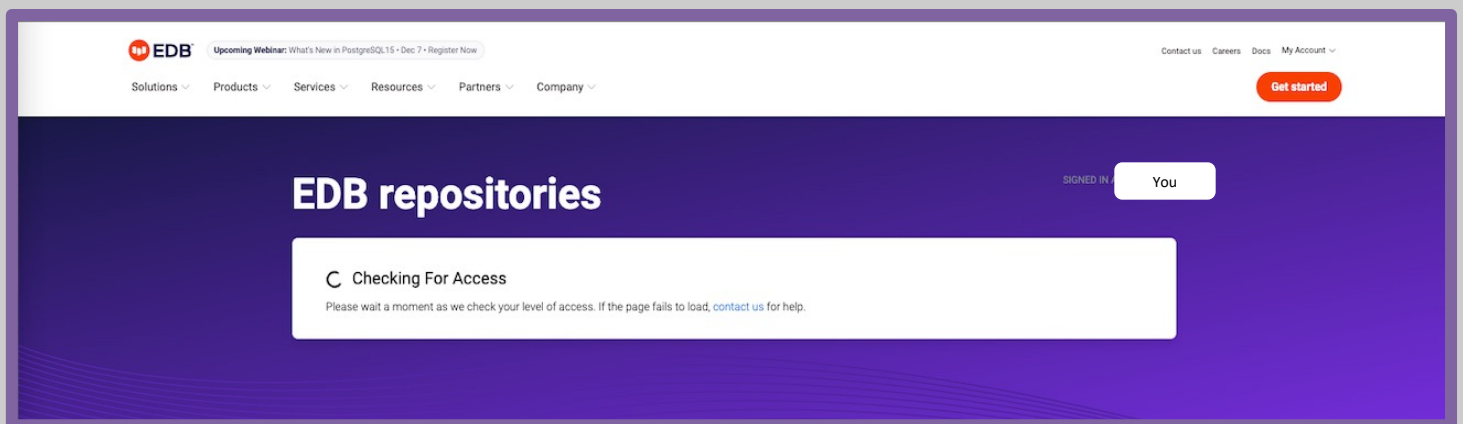 EDB
Upcoming Webinar: What's New in PostgreSQL15 • Dec 7 • Register Now
Contact us Careers Docs My Account
Solutions Products Services Resources Partners Company
Get started
EDB repositories
SIGNED IN
You
Checking For Access
Please wait a moment as we check your level of access. If the page fails to load, contact us for help.